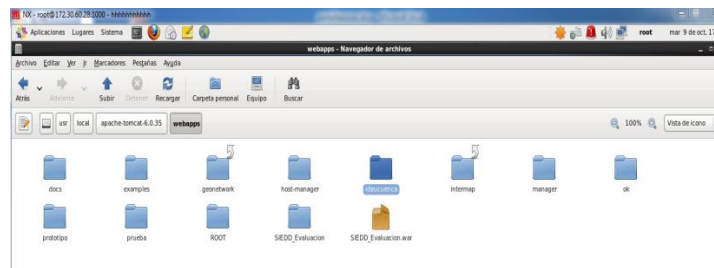 NX - root@172.30.60.28:1000 - hhhhhhhhhhh
Aplicaciones Lugares Sistema root mar 9 de oct, 17
webapps - Navegador de archivos
Archivo Editar Ver Ir Marcadores Pestañas Ayuda
Atrás Adelante Subir Detener Recargar Carpeta personal Equipo Buscar
usr local apache-tomcat-6.0.35 webapps 100% Vista de icono
docs examples geonetwork host-manager ideucuenca intermap manager ok
prototipo prueba ROOT SIEDD_Evaluacion SIEDD_Evaluacion.war